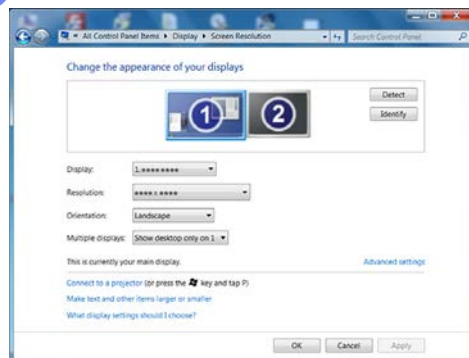 All Control Panel Items ▸ Display ▸ Screen Resolution
Search Control Panel
Change the appearance of your displays
1
2
Detect
Identify
Display: 1.********
Resolution: **** x ****
Orientation: Landscape
Multiple displays: Show desktop only on 1
This is currently your main display.
Advanced settings
Connect to a projector (or press the key and tap P)
Make text and other items larger or smaller
What display settings should I choose?
OK
Cancel
Apply